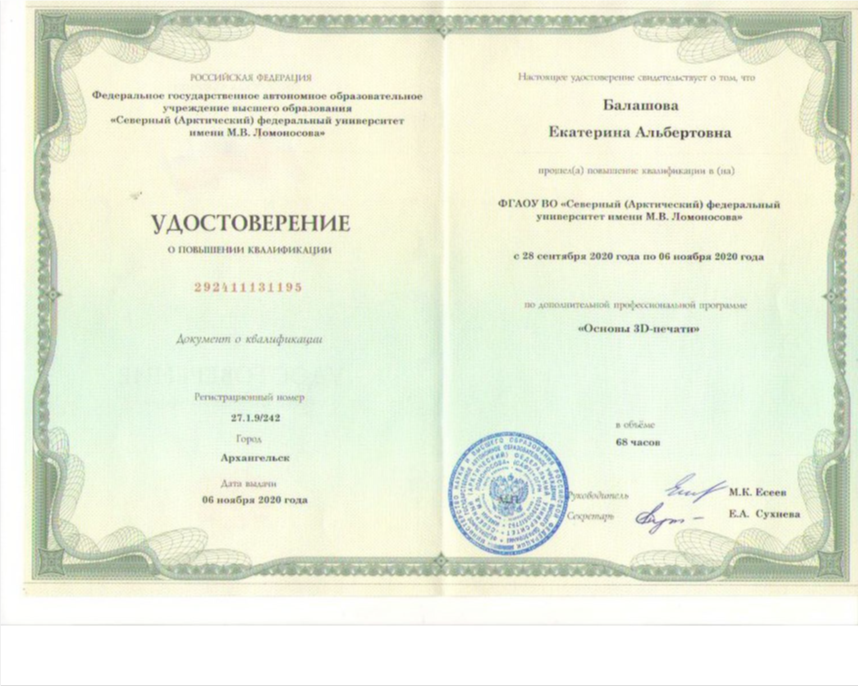 РОССИЙСКАЯ ФЕДЕРАЦИЯ
Федеральное государственное автономное образовательное
учреждение высшего образования
«Северный (Арктический) федеральный университет
имени М.В. Ломоносова»
УДОСТОВЕРЕНИЕ
О ПОВЫШЕНИИ КВАЛИФИКАЦИИ
292411131195
Документ о квалификации
Регистрационный номер
27.1.9/242
Город
Архангельск
Дата выдачи
06 ноября 2020 года
Настоящее удостоверение свидетельствует о том, что
Балашова
Екатерина Альбертовна
прошел(а) повышение квалификации в (на)
ФГАОУ ВО «Северный (Арктический) федеральный
университет имени М.В. Ломоносова»
с 28 сентября 2020 года по 06 ноября 2020 года
по дополнительной профессиональной программе
«Основы 3D-печати»
в объёме
68 часов
М.П.
Руководитель
М.К. Есеев
Секретарь
Е.А. Сухнева